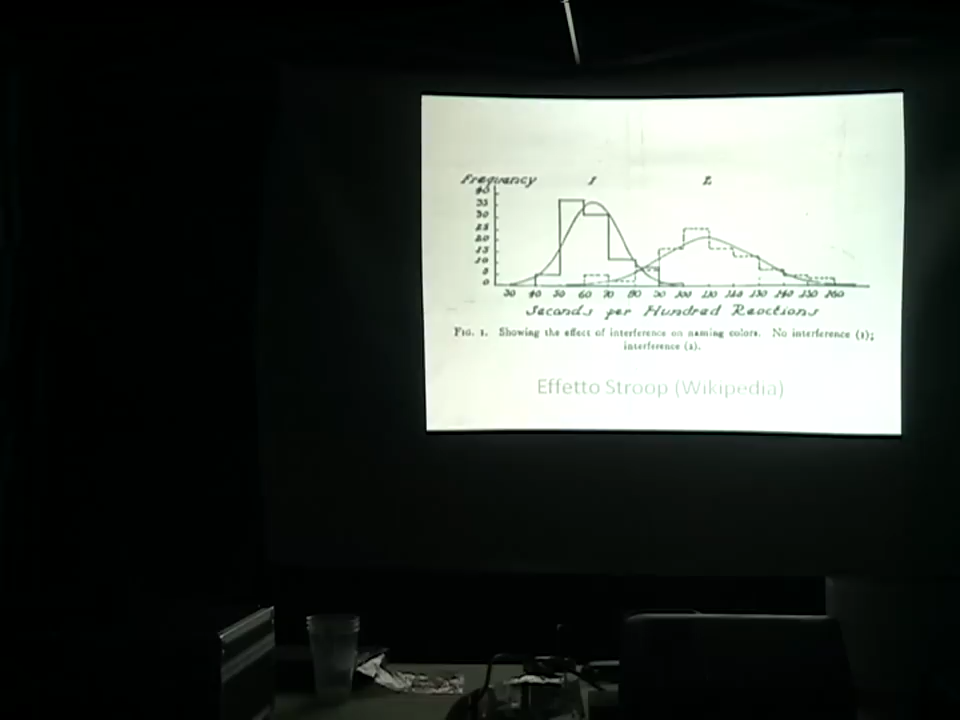 Frequency 1 2
40
35
30
25
20
15
10
5
0
30 40 50 60 70 80 90 100 110 120 130 140 150 160
Seconds per Hundred Reactions
FIG. 1. Showing the effect of interference on naming colors. No interference (1);
interference (2).
Effetto Stroop (Wikipedia)